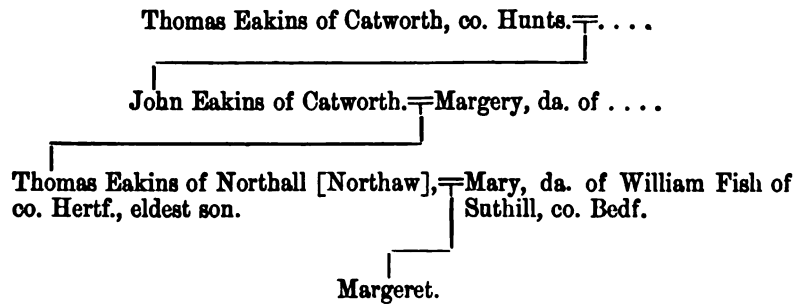 Thomas Eakins of Catworth, co. Hunts.=. . . .
John Eakins of Catworth.=Margery, da. of . . . .
Thomas Eakins of Northall [Northaw],=Mary, da. of William Fish of
co. Hertf., eldest son. Suthill, co. Bedf.
Margeret.